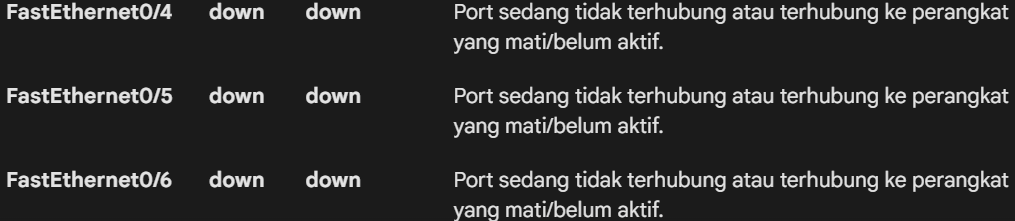 FastEthernet0/4 down down Port sedang tidak terhubung atau terhubung ke perangkat
yang mati/belum aktif.
FastEthernet0/5 down down Port sedang tidak terhubung atau terhubung ke perangkat
yang mati/belum aktif.
FastEthernet0/6 down down Port sedang tidak terhubung atau terhubung ke perangkat
yang mati/belum aktif.